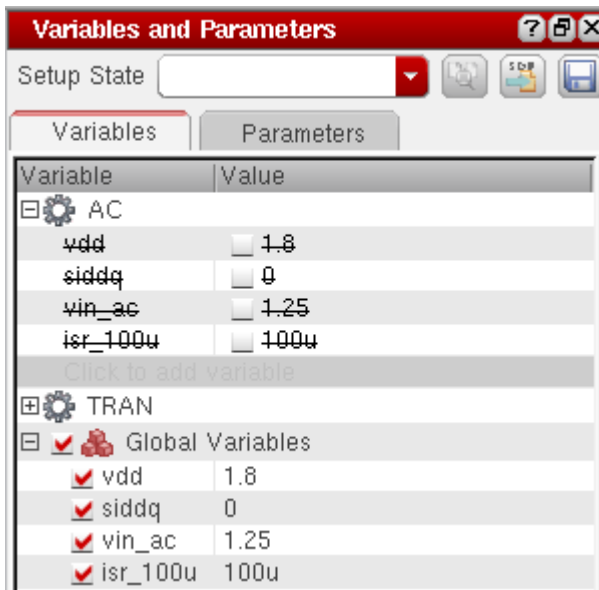 Variables and Parameters
Setup State
Variables Parameters
Variable Value
AC
vdd 1.8
siddq 0
vin_ac 1.25
isr_100u 100u
Click to add variable
TRAN
Global Variables
vdd 1.8
siddq 0
vin_ac 1.25
isr_100u 100u